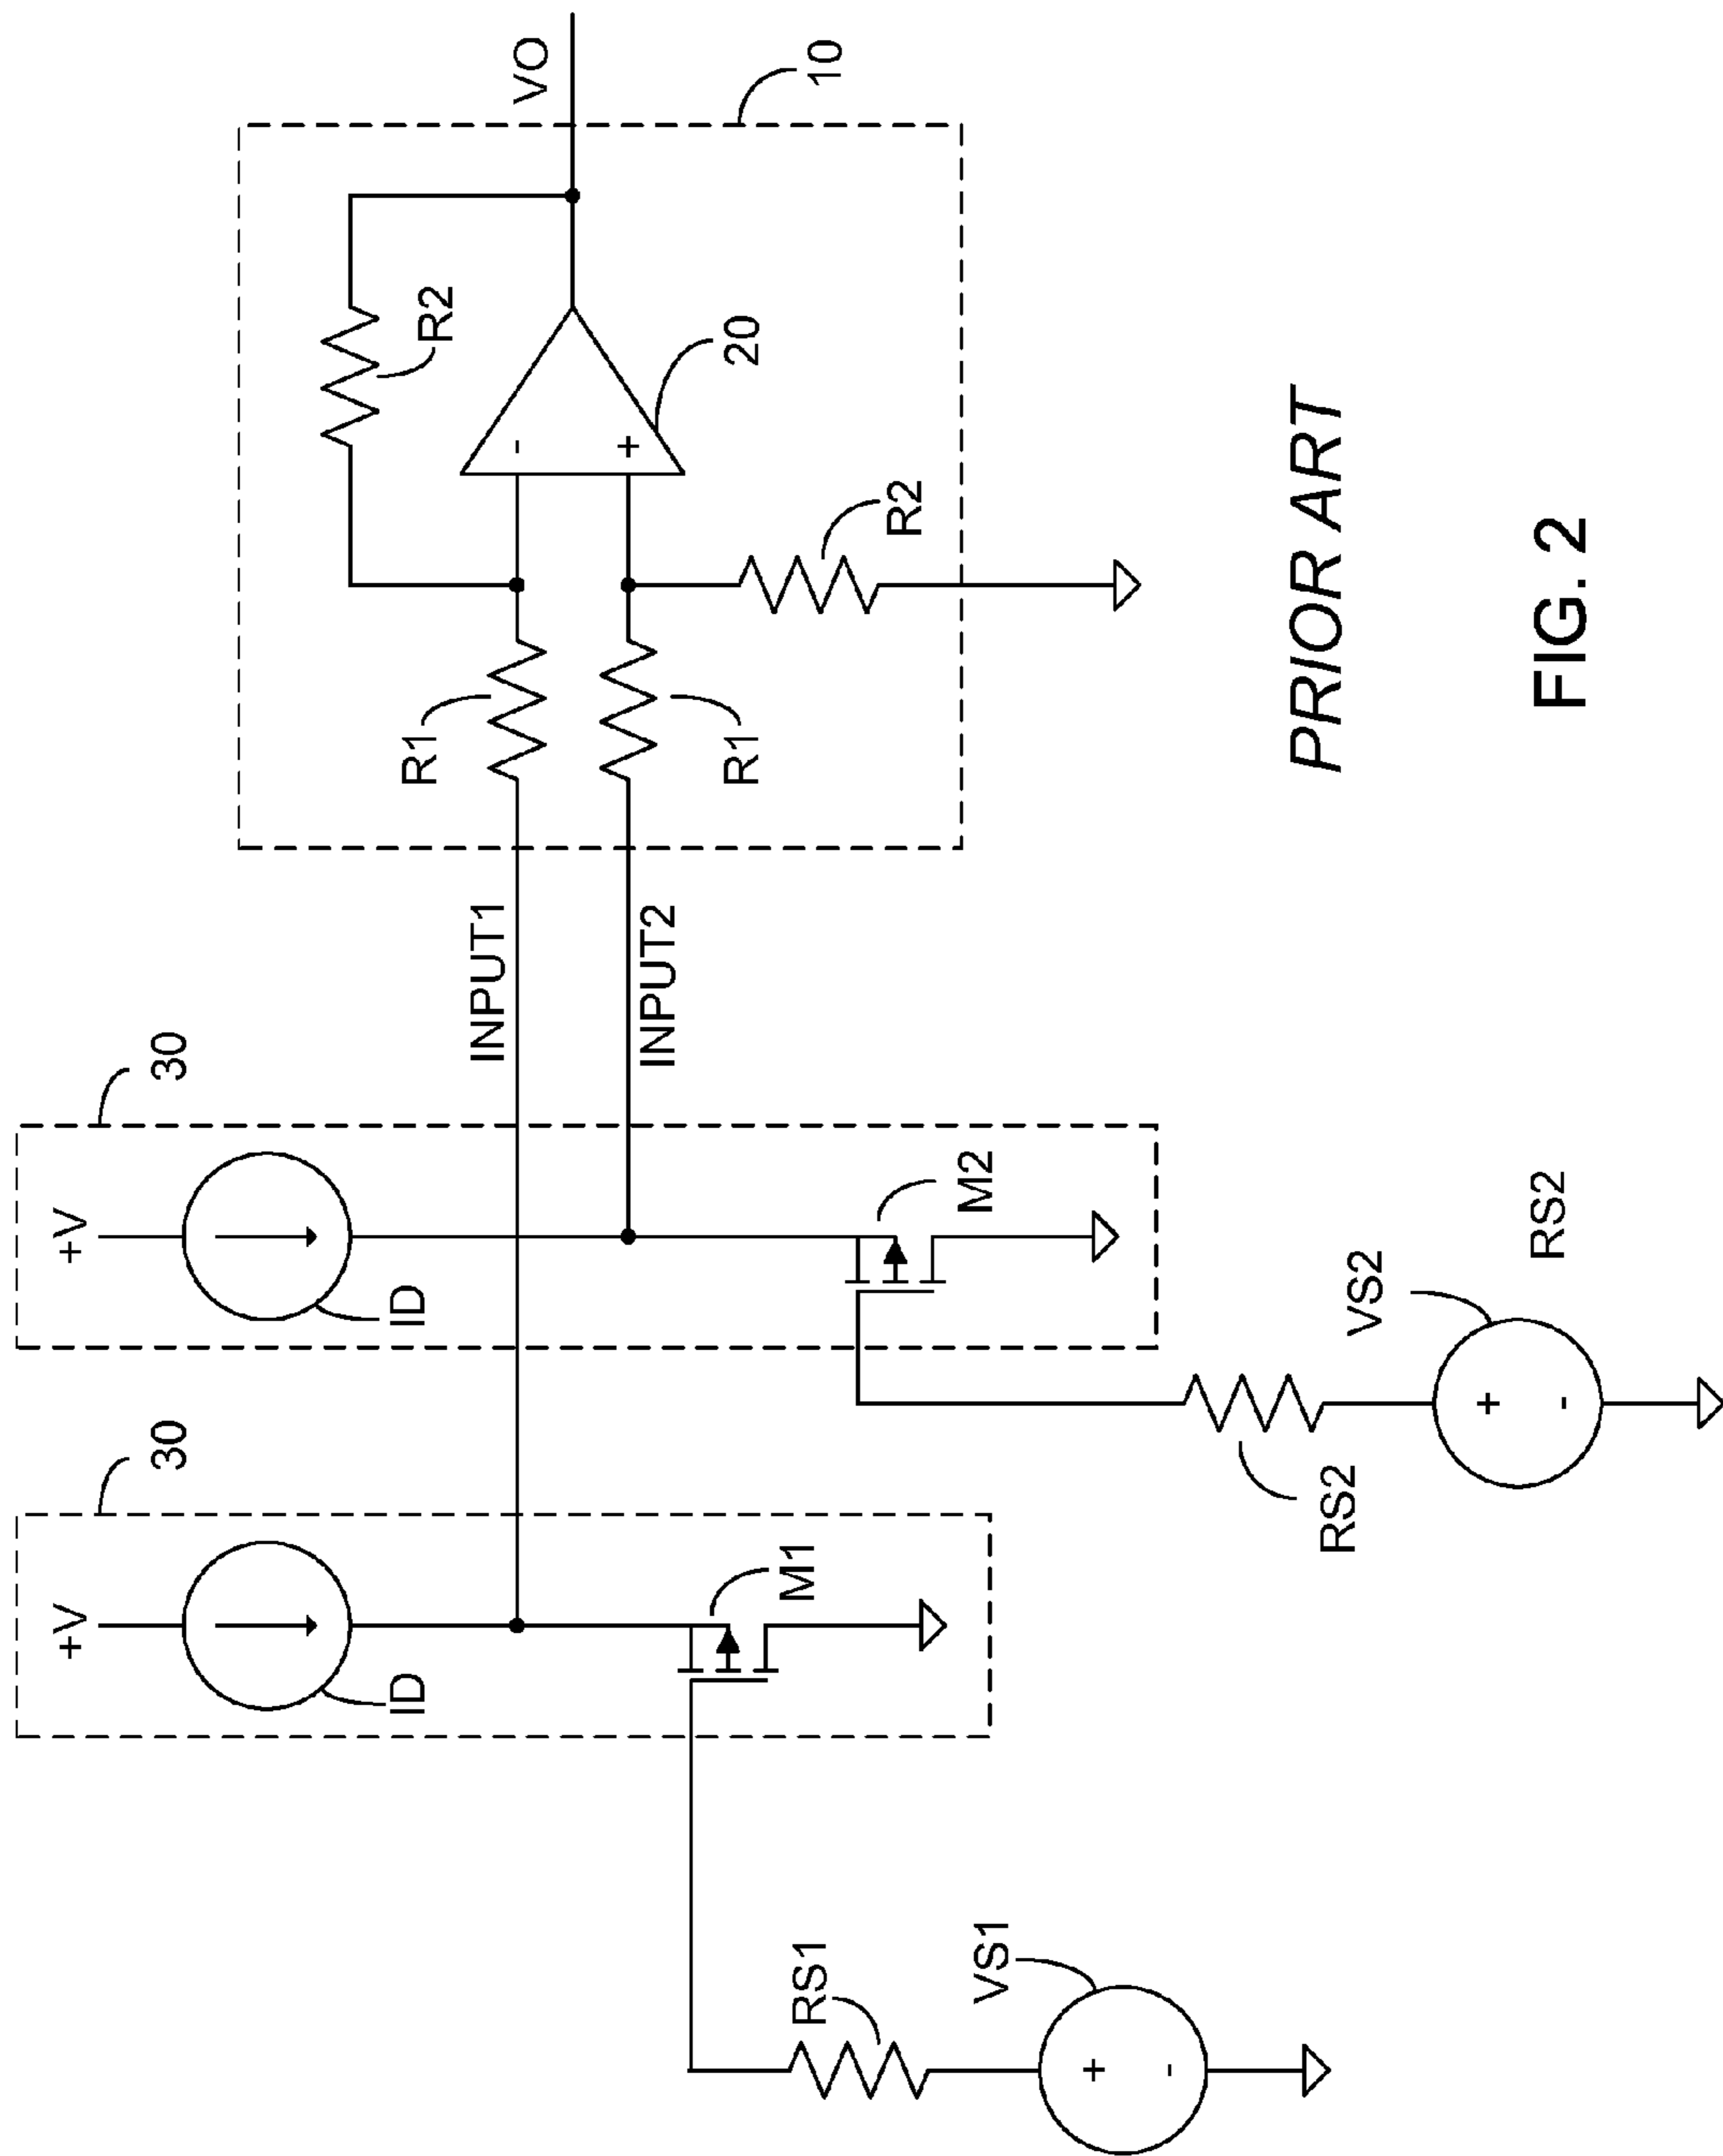 30
30
+V
+V
ID
ID
INPUT1
INPUT2
M1
M2
RS1
VS1
+
-
RS2
VS2
+
-
RS2
R1
R1
R2
-
+
20
R2
VO
10
PRIOR ART
FIG. 2